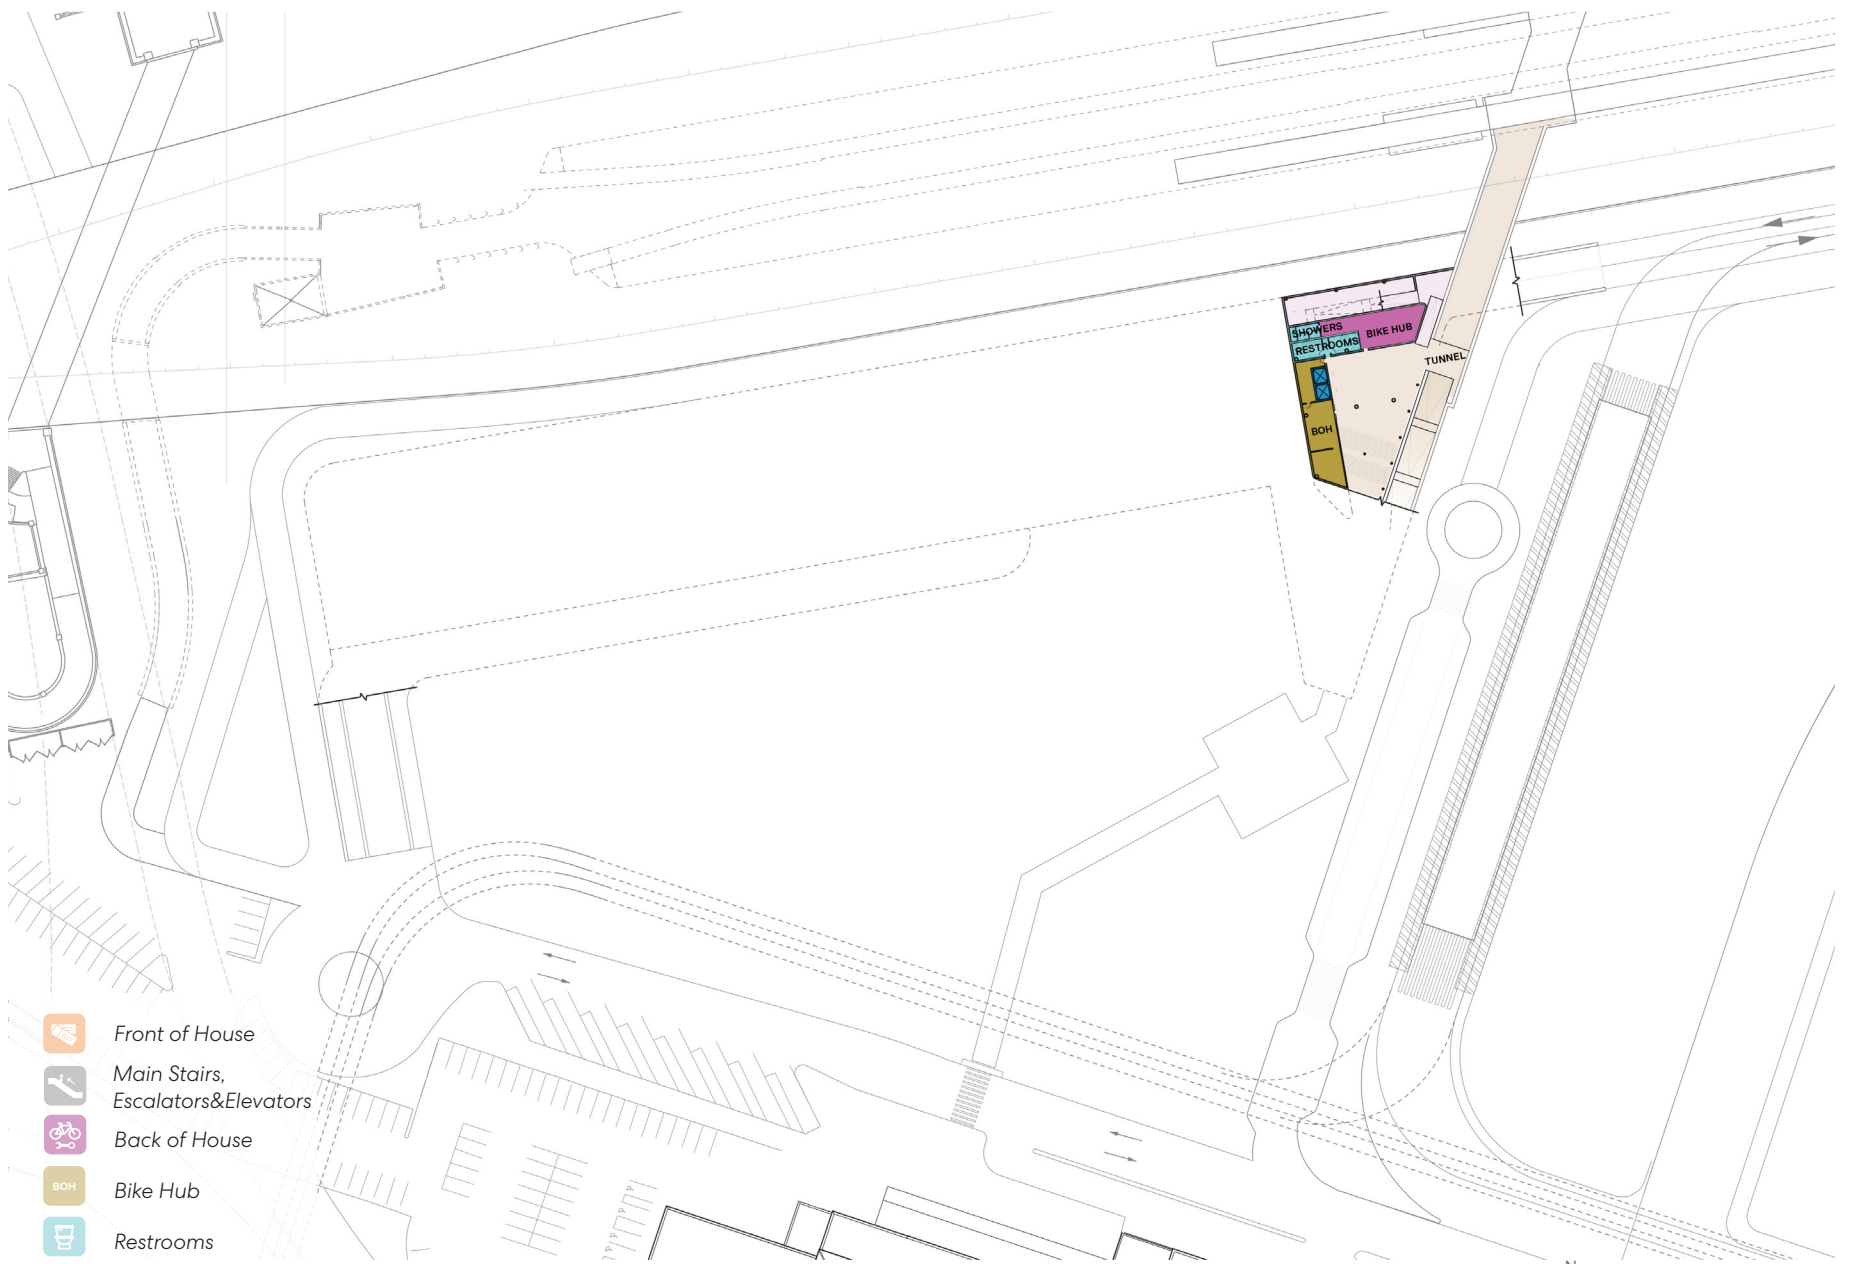 SHOWERS
BIKE HUB
RESTROOMS
TUNNEL
BOH
Front of House
Main Stairs,
Escalators&Elevators
Back of House
BOH
Bike Hub
Restrooms